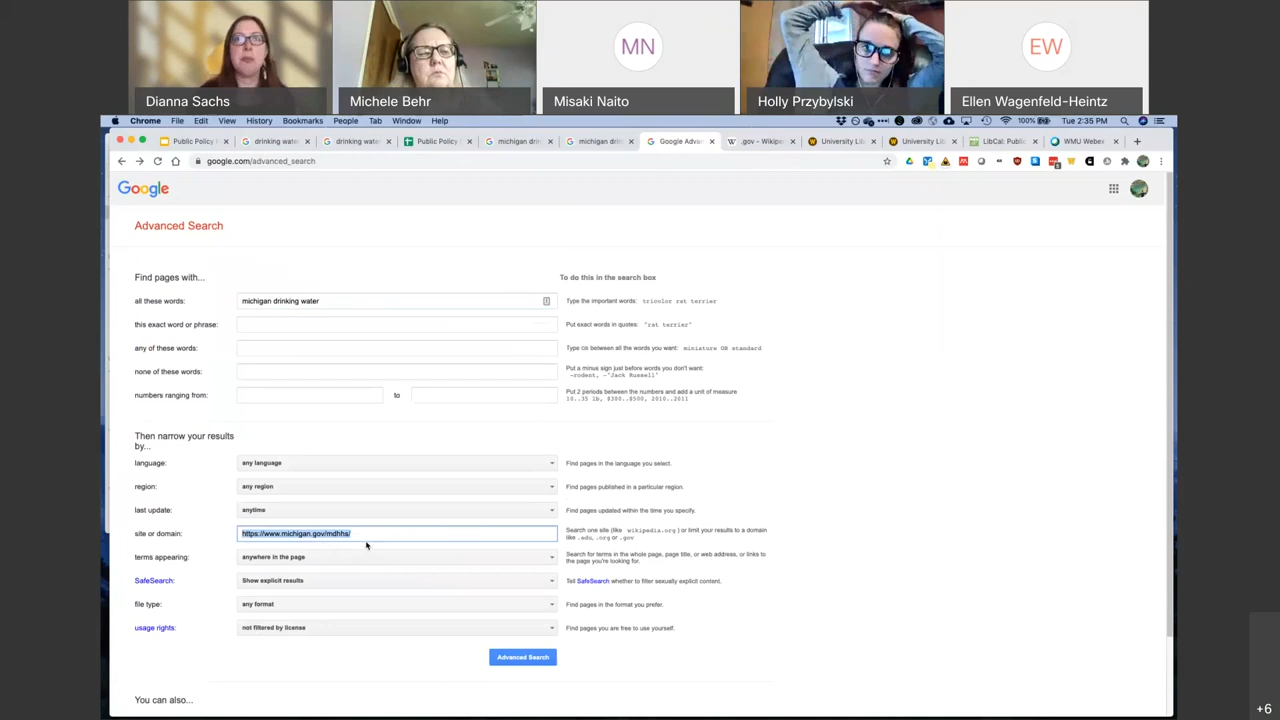 MN
EW
Dianna Sachs
Michele Behr
Misaki Naito
Holly Przybylski
Ellen Wagenfeld-Heintz
Chrome File Edit View History Bookmarks People Tab Window Help
100% Tue 2:35 PM
Public Policy
drinking water
drinking water
Public Policy
michigan drin
michigan drin
Google Adva
.gov - Wikipe
University Lib
University Lib
LibCal: Public
WMU Webex
google.com/advanced_search
Google
Advanced Search
Find pages with...
To do this in the search box
all these words:
michigan drinking water
Type the important words: tricolor rat terrier
this exact word or phrase:
Put exact words in quotes: "rat terrier"
any of these words:
Type OR between all the words you want: miniature OR standard
none of these words:
Put a minus sign just before words you don't want:
-rodent, -"Jack Russell"
numbers ranging from:
to
Put 2 periods between the numbers and add a unit of measure
10..35 lb, $300..$500, 2010..2011
Then narrow your results
by...
language:
any language
Find pages in the language you select.
region:
any region
Find pages published in a particular region.
last update:
anytime
Find pages updated within the time you specify.
site or domain:
https://www.michigan.gov/mdhhs/
Search one site (like wikipedia.org) or limit your results to a domain
like .edu, .org or .gov
terms appearing:
anywhere in the page
Search for terms in the whole page, page title, or web address, or links to
the page you're looking for.
SafeSearch:
Show explicit results
Tell SafeSearch whether to filter sexually explicit content.
file type:
any format
Find pages in the format you prefer.
usage rights:
not filtered by license
Find pages you are free to use yourself.
Advanced Search
You can also...
+6